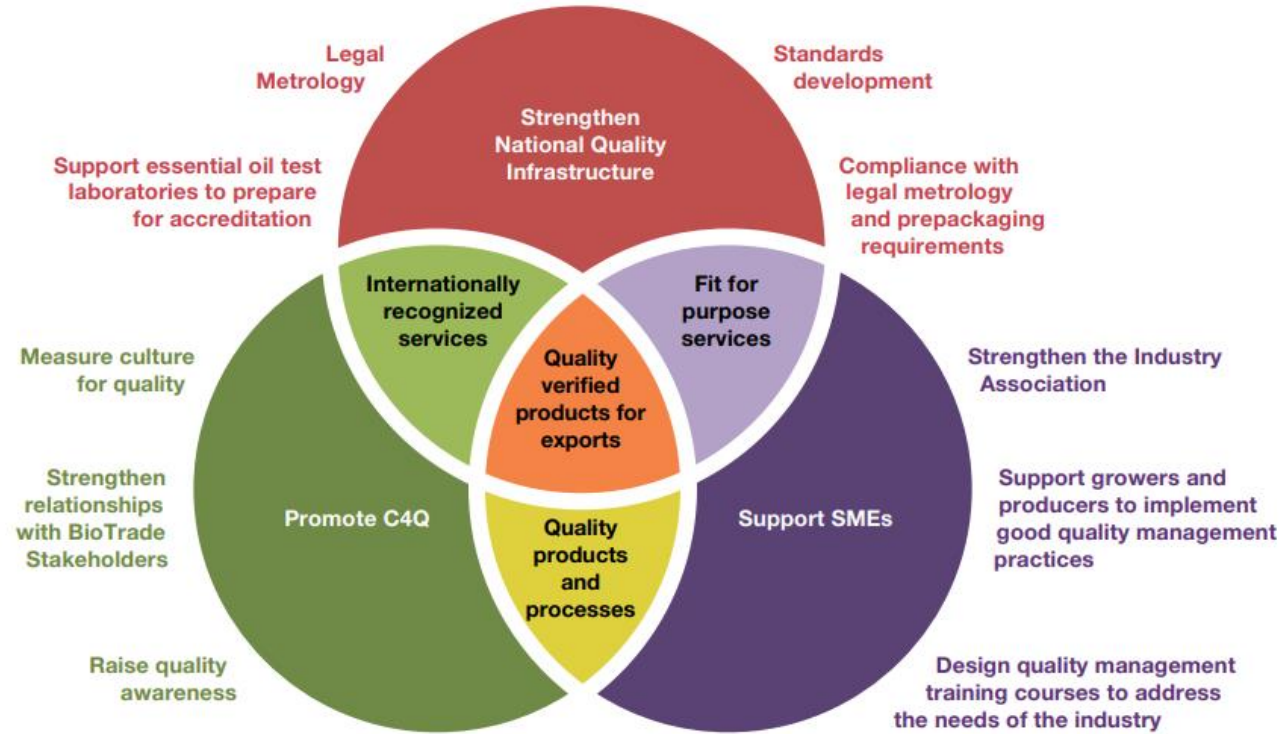 Legal
Metrology
Standards
development
Strengthen
National Quality
Infrastructure
Support essential oil test
laboratories to prepare
for accreditation
Compliance with
legal metrology
and prepackaging
requirements
Internationally
recognized
services
Fit for
purpose
services
Measure culture
for quality
Quality
verified
products for
exports
Strengthen the Industry
Association
Strengthen
relationships
with BioTrade
Stakeholders
Promote C4Q
Support SMEs
Support growers and
producers to implement
good quality management
practices
Quality
products
and
processes
Raise quality
awareness
Design quality management
training courses to address
the needs of the industry